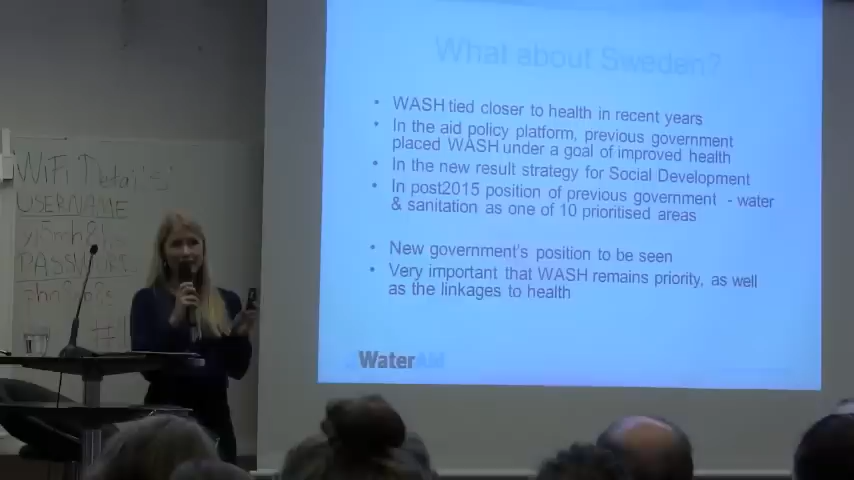 What about Sweden?
• WASH tied closer to health in recent years
• In the aid policy platform, previous government
placed WASH under a goal of improved health
• In the new result strategy for Social Development
• In post2015 position of previous government - water
& sanitation as one of 10 prioritised areas
• New government's position to be seen
• Very important that WASH remains priority, as well
as the linkages to health
WaterAid
WiFi
USERNAME